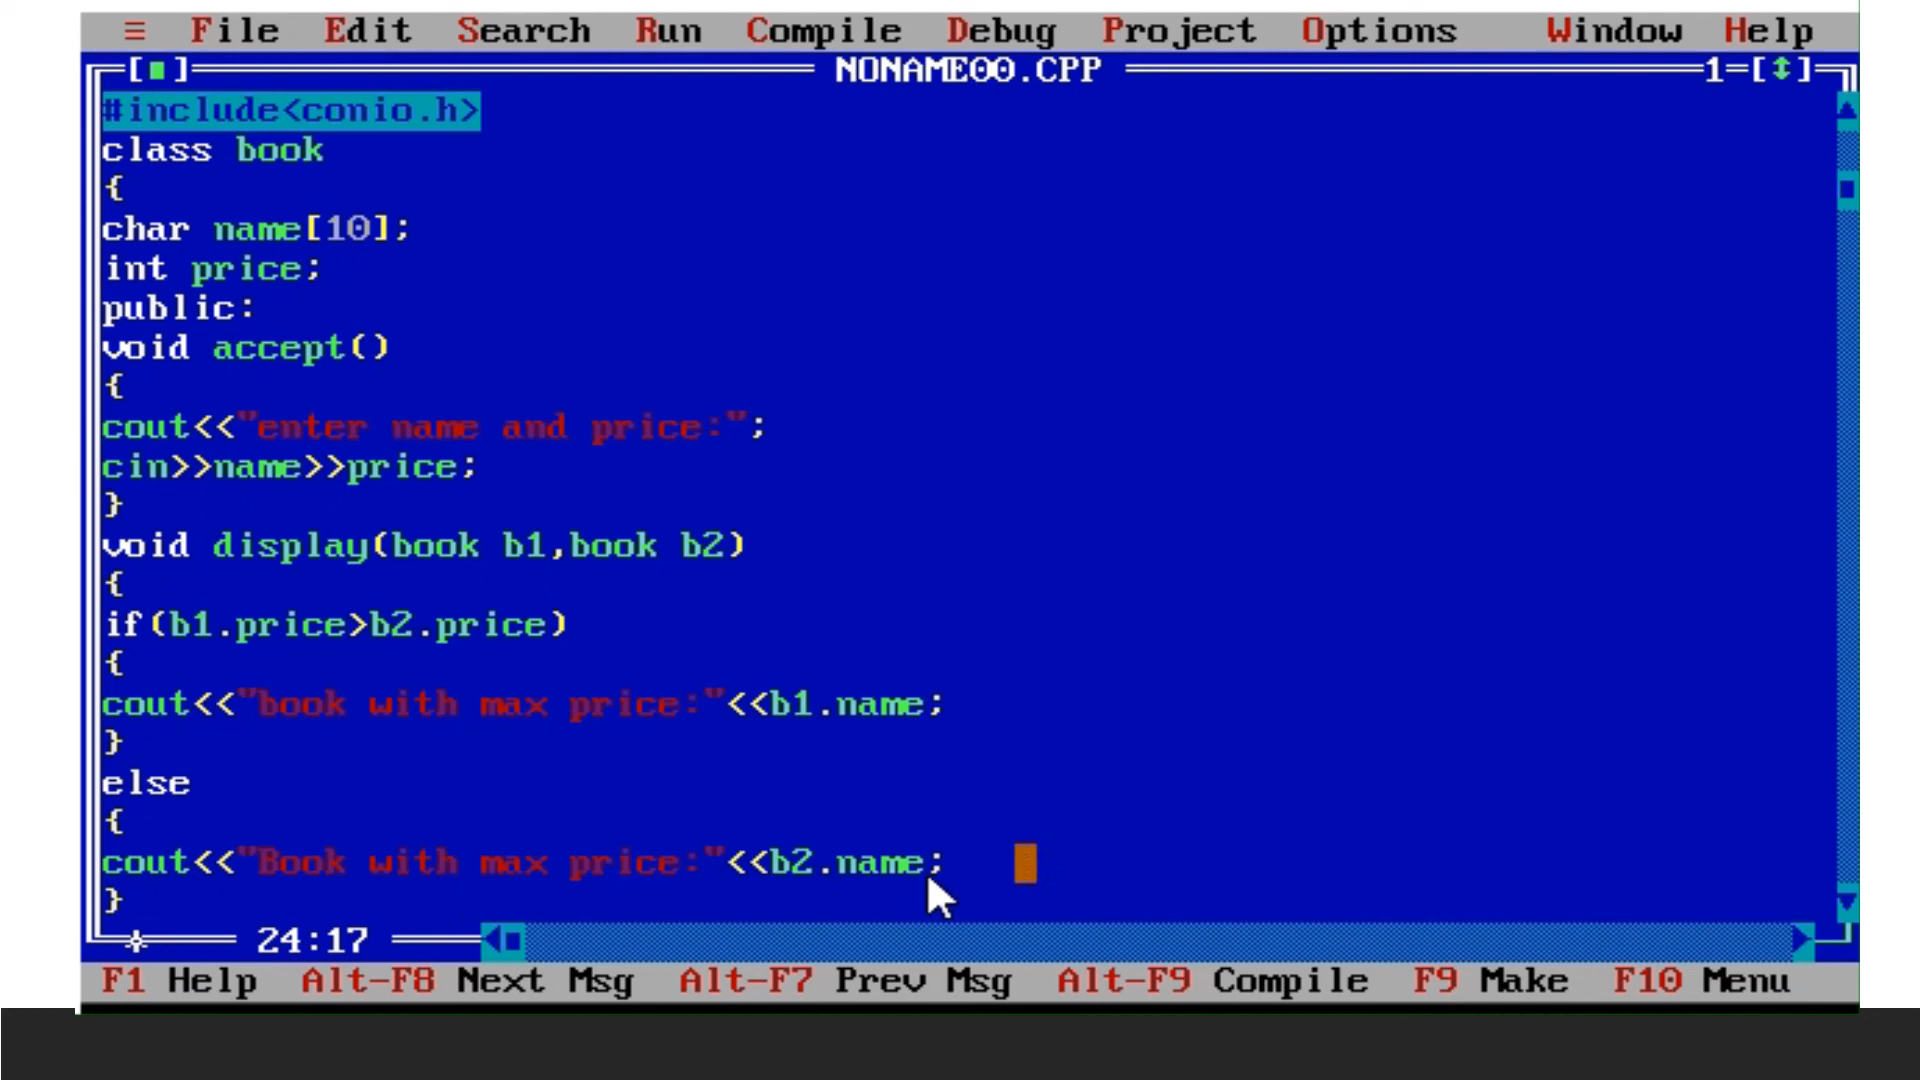 ≡ File Edit Search Run Compile Debug Project Options Window Help
[■] NONAME00.CPP 1=[↕]
#include<conio.h>
class book
{
char name[10];
int price;
public:
void accept()
{
cout<<"enter name and price:";
cin>>name>>price;
}
void display(book b1,book b2)
{
if(b1.price>b2.price)
{
cout<<"book with max price:"<<b1.name;
}
else
{
cout<<"Book with max price:"<<b2.name;
}
24:17
F1 Help Alt-F8 Next Msg Alt-F7 Prev Msg Alt-F9 Compile F9 Make F10 Menu